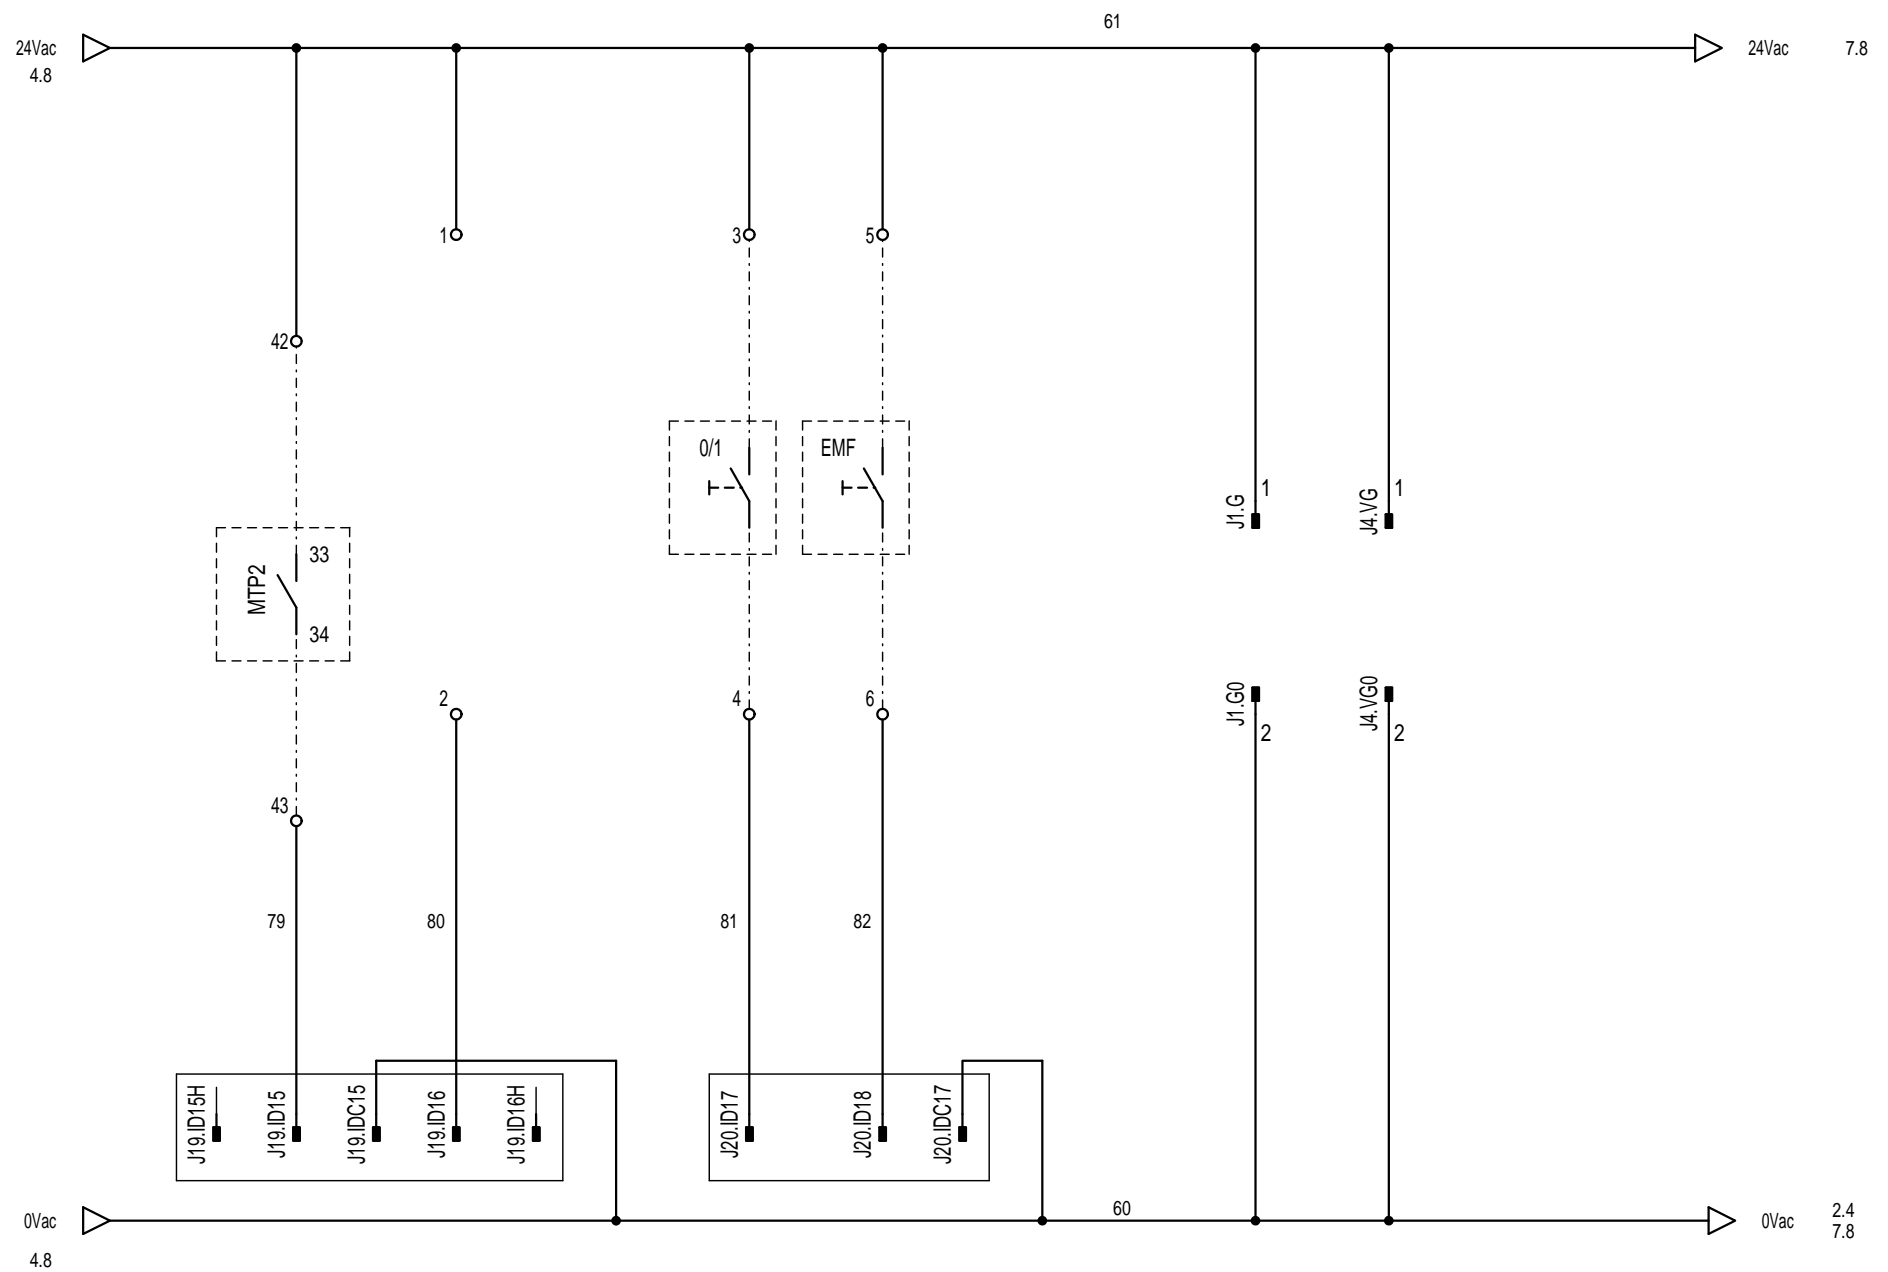 61
24Vac
4.8
24Vac 7.8
1
3
5
42
0/1
EMF
J1.G 1
J4.VG 1
MTP2
33
34
2
4
6
J1.G0 2
J4.VG0 2
43
79
80
81
82
J19.ID15H
J19.ID15
J19.IDC15
J19.ID16
J19.ID16H
J20.ID17
J20.ID18
J20.IDC17
60
0Vac
4.8
0Vac
2.4
7.8